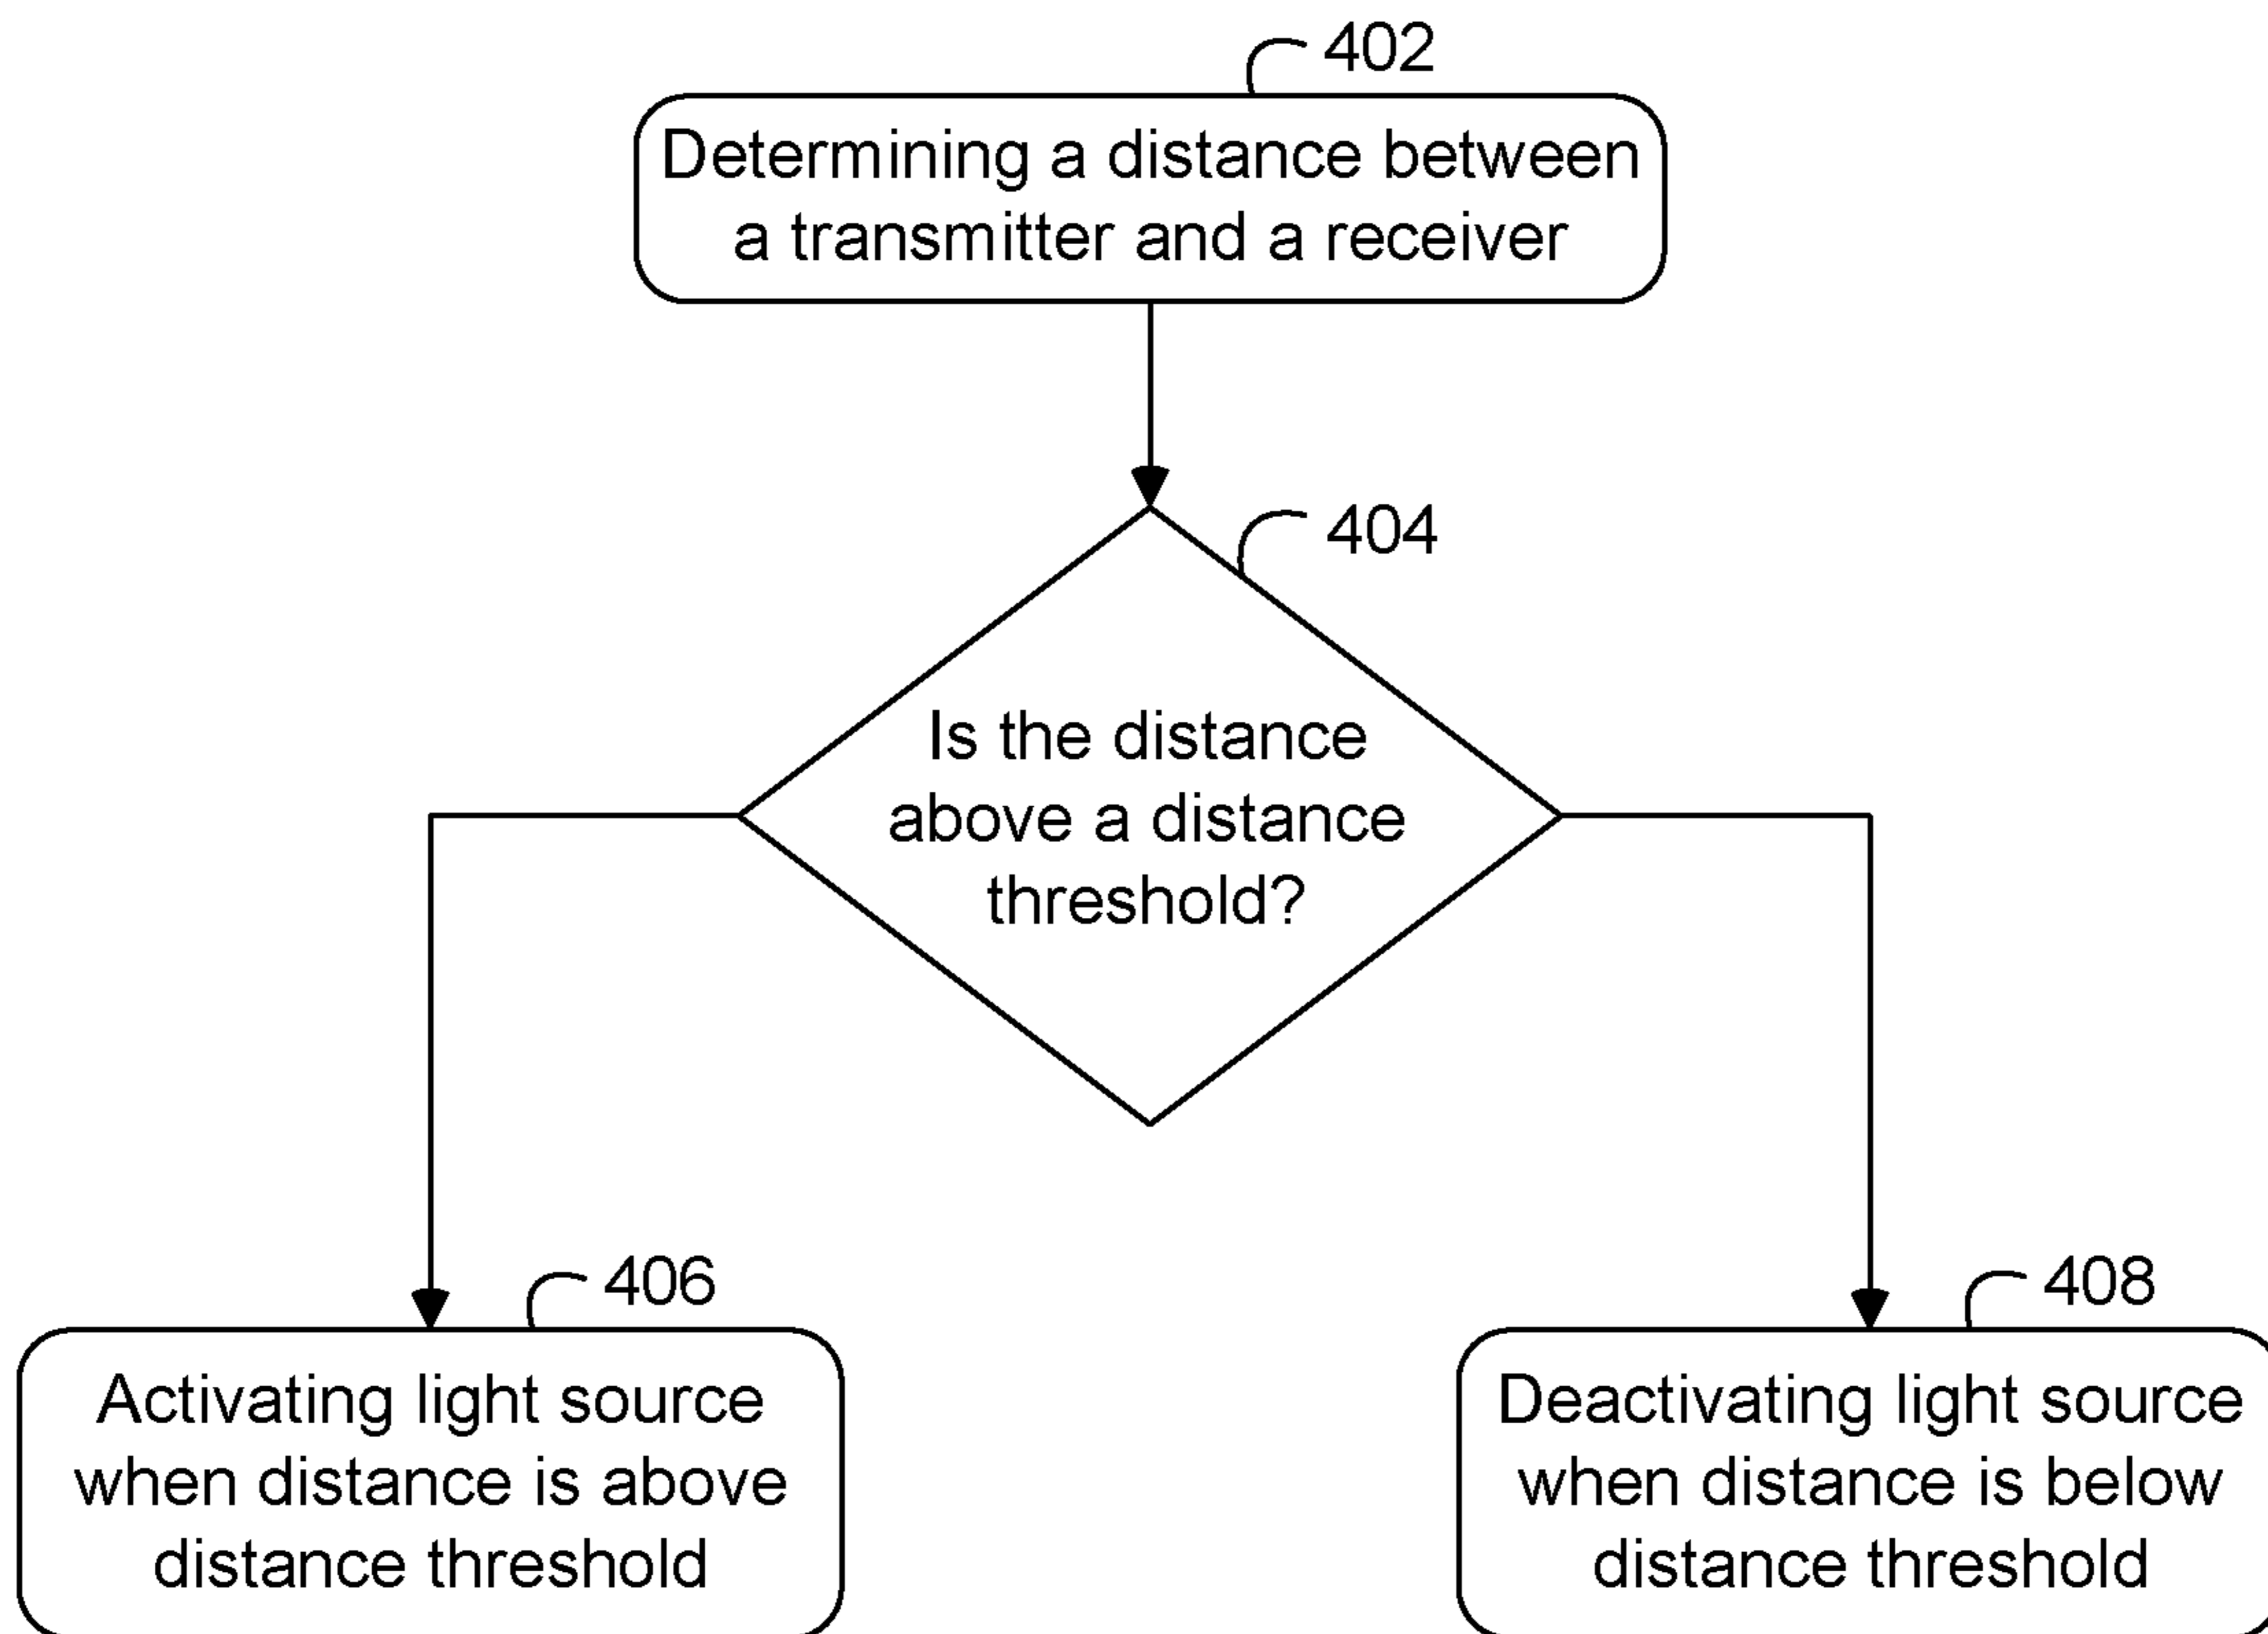 402
Determining a distance between
a transmitter and a receiver
404
Is the distance
above a distance
threshold?
406
Activating light source
when distance is above
distance threshold
408
Deactivating light source
when distance is below
distance threshold